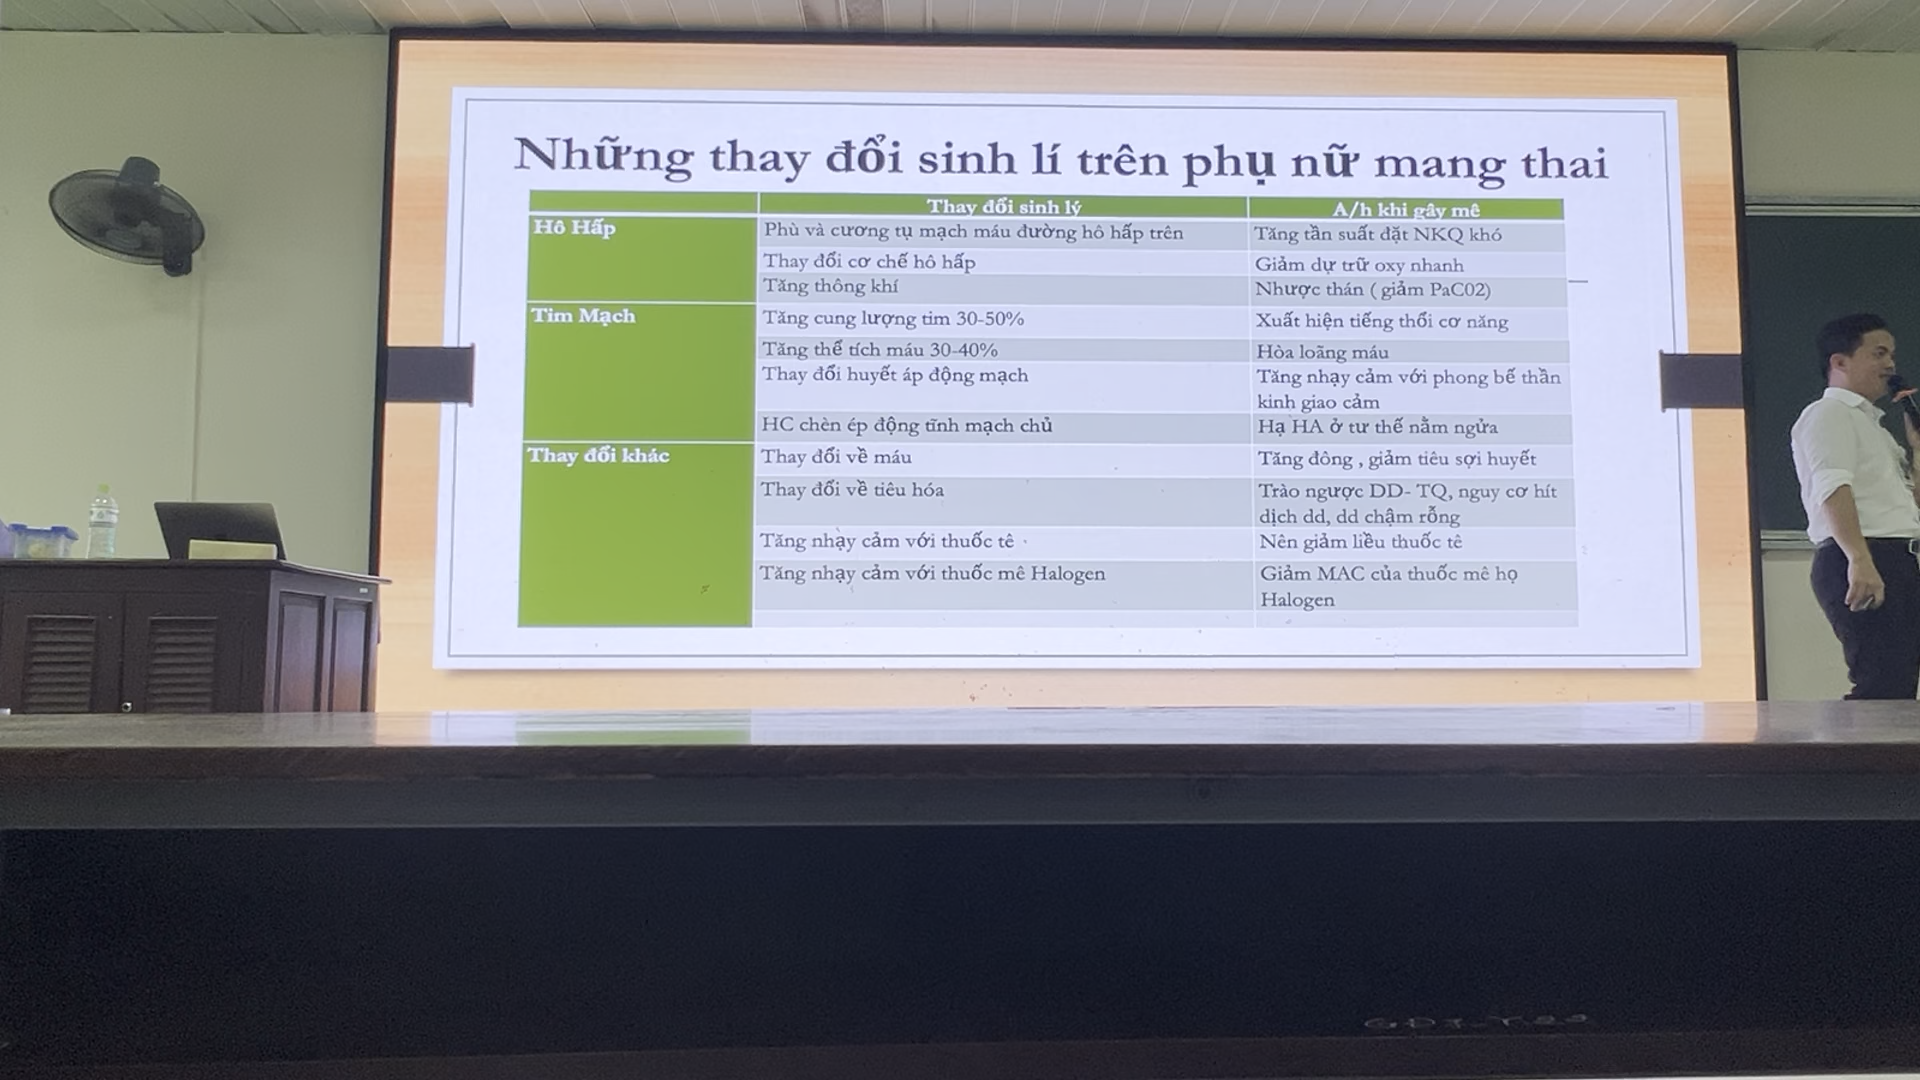 Những thay đổi sinh lí trên phụ nữ mang thai
Thay đổi sinh lý A/h khi gây mê
Hô Hấp Phù và cương tụ mạch máu đường hô hấp trên Tăng tần suất đặt NKQ khó
Thay đổi cơ chế hô hấp Giảm dự trữ oxy nhanh
Tăng thông khí Nhược thán ( giảm PaC02)
Tim Mạch Tăng cung lượng tim 30-50% Xuất hiện tiếng thổi cơ năng
Tăng thể tích máu 30-40% Hòa loãng máu
Thay đổi huyết áp động mạch Tăng nhạy cảm với phong bế thần
kinh giao cảm
HC chèn ép động tĩnh mạch chủ Hạ HA ở tư thế nằm ngửa
Thay đổi khác Thay đổi về máu Tăng đông , giảm tiêu sợi huyết
Thay đổi về tiêu hóa Trào ngược DD- TQ, nguy cơ hít
dịch dd, dd chậm rỗng
Tăng nhạy cảm với thuốc tê Nên giảm liều thuốc tê
Tăng nhạy cảm với thuốc mê Halogen Giảm MAC của thuốc mê họ
Halogen